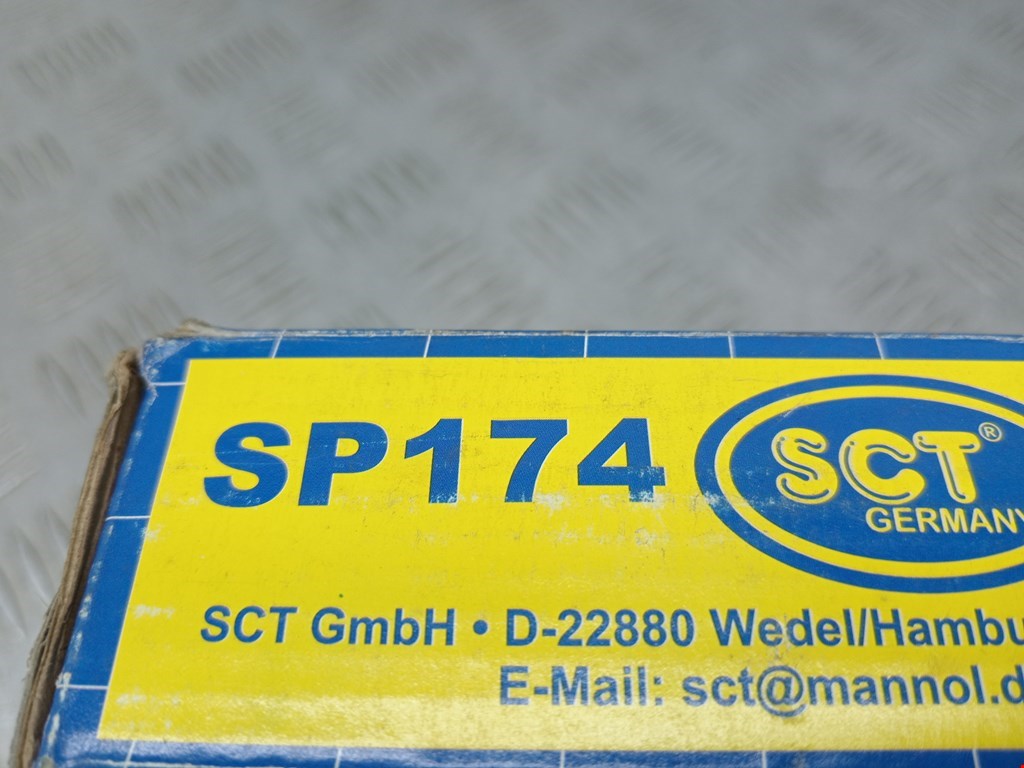 SP174
SCT®
GERMANY
SCT GmbH • D-22880 Wedel/Hambu
E-Mail: sct@mannol.d